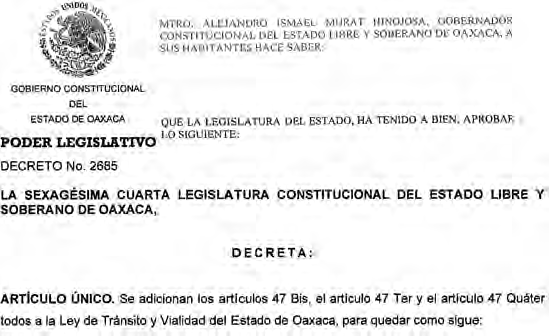 ESTADOS UNIDOS MEXICANOS
MTRO. ALEJANDRO ISMAEL MURAT HINOJOSA, GOBERNADOR
CONSTITUCIONAL DEL ESTADO LIBRE Y SOBERANO DE OAXACA, A
SUS HABITANTES HACE SABER:
GOBIERNO CONSTITUCIONAL
DEL
ESTADO DE OAXACA
PODER LEGISLATIVO
QUE LA LEGISLATURA DEL ESTADO, HA TENIDO A BIEN, APROBAR
LO SIGUIENTE:
DECRETO No. 2685
LA SEXAGÉSIMA CUARTA LEGISLATURA CONSTITUCIONAL DEL ESTADO LIBRE Y
SOBERANO DE OAXACA,
DECRETA:
ARTÍCULO ÚNICO. Se adicionan los artículos 47 Bis, el artículo 47 Ter y el artículo 47 Quáter
todos a la Ley de Tránsito y Vialidad del Estado de Oaxaca, para quedar como sigue: